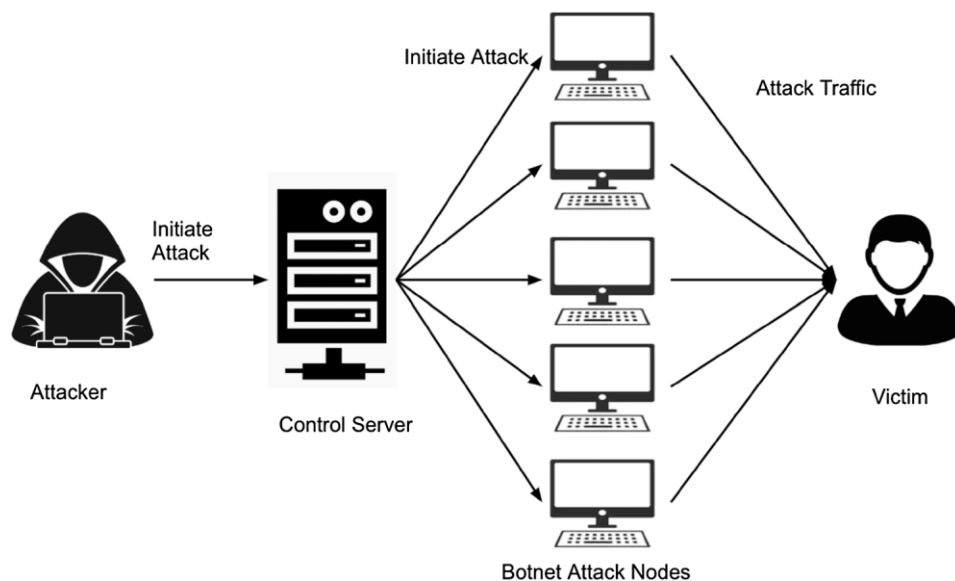 Initiate Attack
Attack Traffic
Initiate
Attack
Attacker
Control Server
Victim
Botnet Attack Nodes